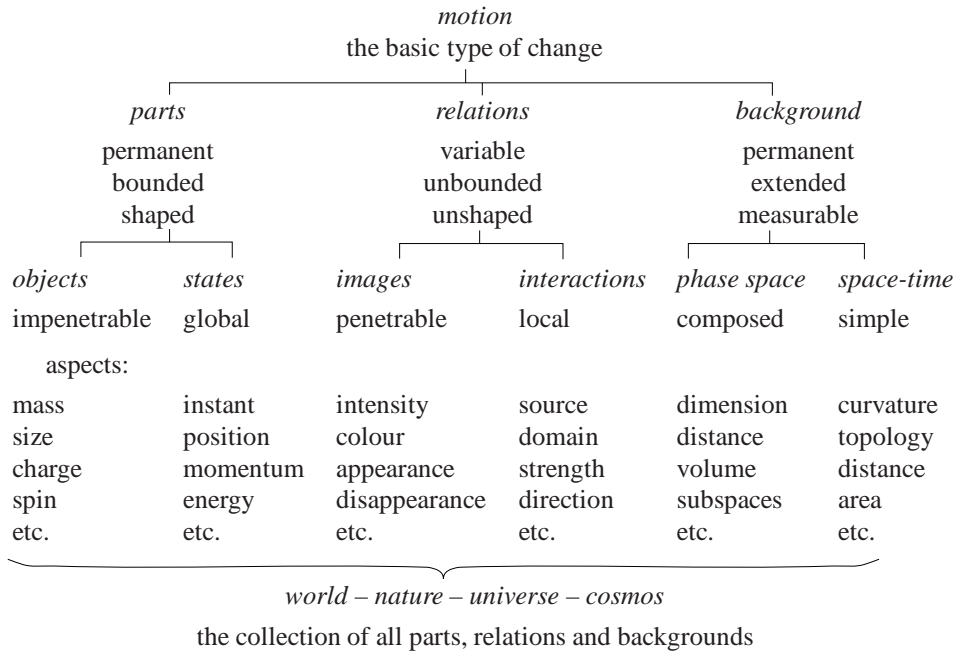 motion
the basic type of change
parts relations background
permanent variable permanent
bounded unbounded extended
shaped unshaped measurable
objects states images interactions phase space space-time
impenetrable global penetrable local composed simple
aspects:
mass instant intensity source dimension curvature
size position colour domain distance topology
charge momentum appearance strength volume distance
spin energy disappearance direction subspaces area
etc. etc. etc. etc. etc. etc.
world – nature – universe – cosmos
the collection of all parts, relations and backgrounds